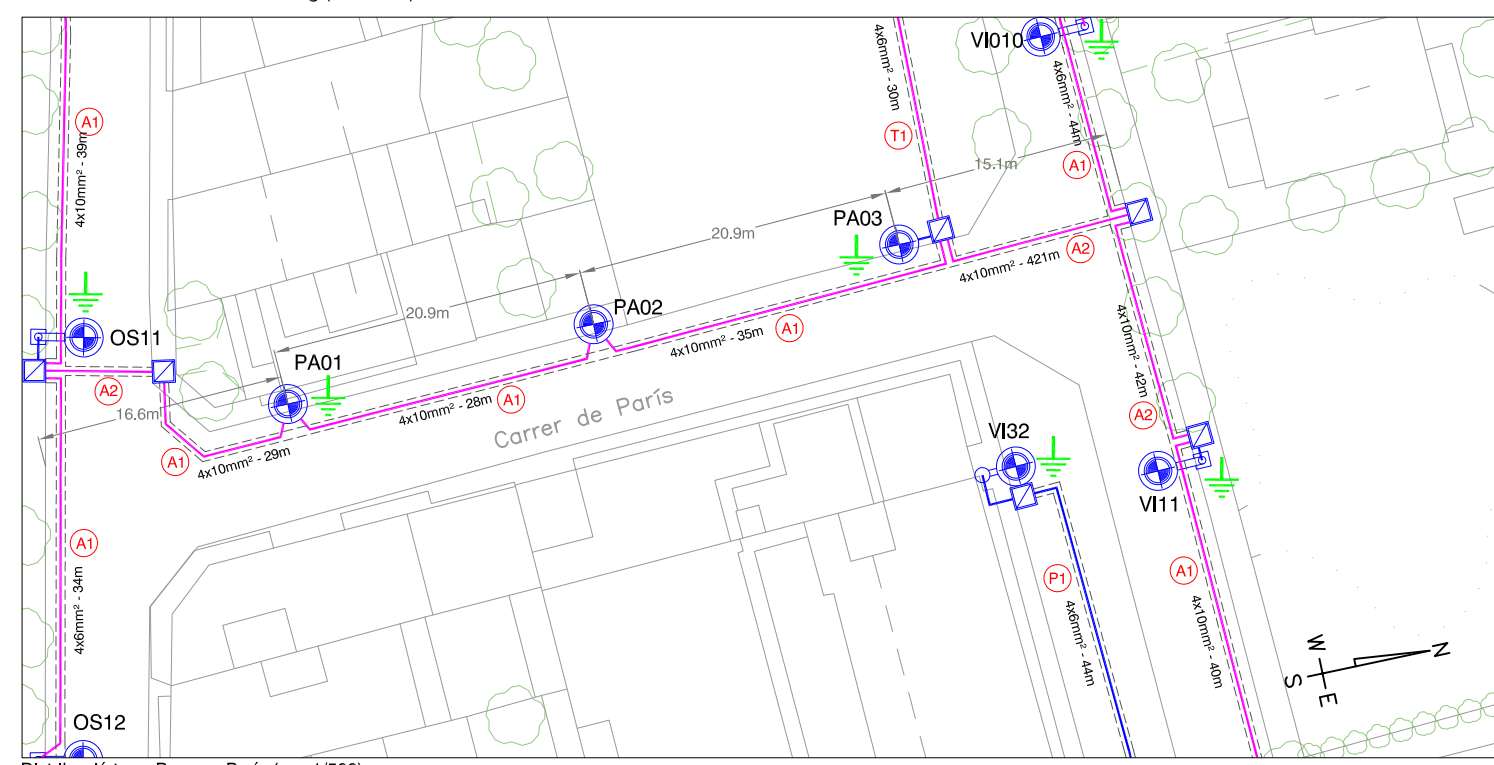 VI010
4x6mm² - 30m
4x6mm² - 44m
A1
T1
4x10mm² - 39m
15.1m
A1
PA03
20.9m
A2
4x10mm² - 421m
PA02
20.9m
OS11
A1
4x10mm² - 35m
4x10mm² - 42m
PA01
A2
A1
4x10mm² - 28m
16.6m
Carrer de París
A2
VI32
A1
4x10mm² - 29m
VI11
A1
P1
A1
4x6mm² - 34m
4x6mm² - 44m
4x10mm² - 40m
W
N
S
E
OS12